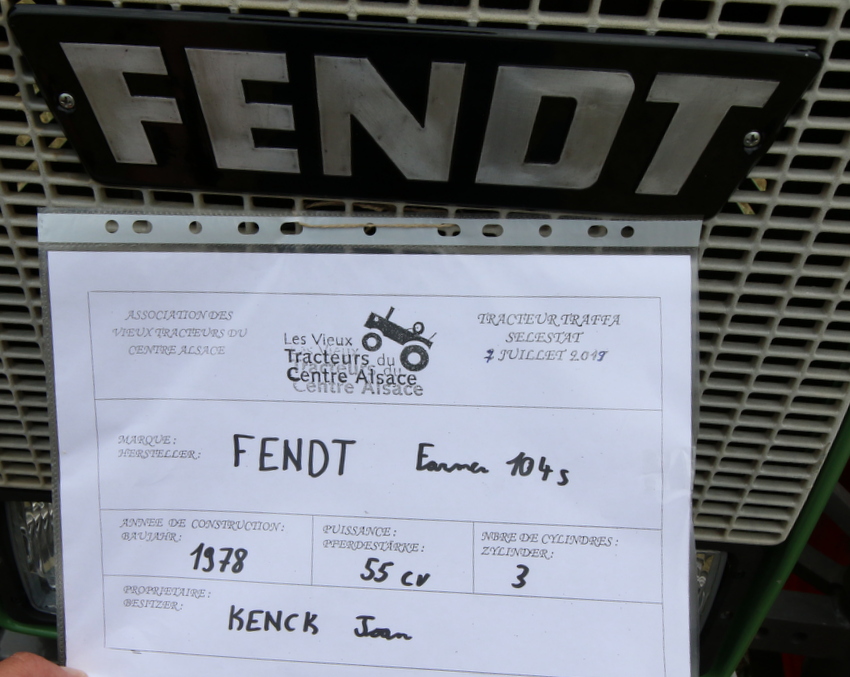 FENDT
ASSOCIATION DES
VIEUX TRACTEURS DU
CENTRE ALSACE
Les Vieux
Tracteurs du
Centre Alsace
TRACTEUR TRAFFA
SELESTAT
7 JUILLET
MARQUE:
HERSTELLER:
FENDT Farmer 104s
ANNEE DE CONSTRUCTION:
BAUJAHR:
1978
PUISSANCE:
PFERDESTÄRKE:
55 CV
NBRE DE CYLINDRES:
ZYLINDER:
3
PROPRIETAIRE:
BESITZER:
KENCK